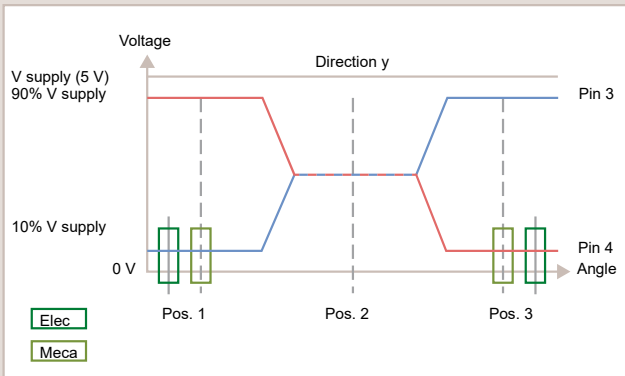 Voltage
Direction y
V supply (5 V)
90% V supply
Pin 3
10% V supply
Pin 4
0 V
Angle
Pos. 1
Pos. 2
Pos. 3
Elec
Meca